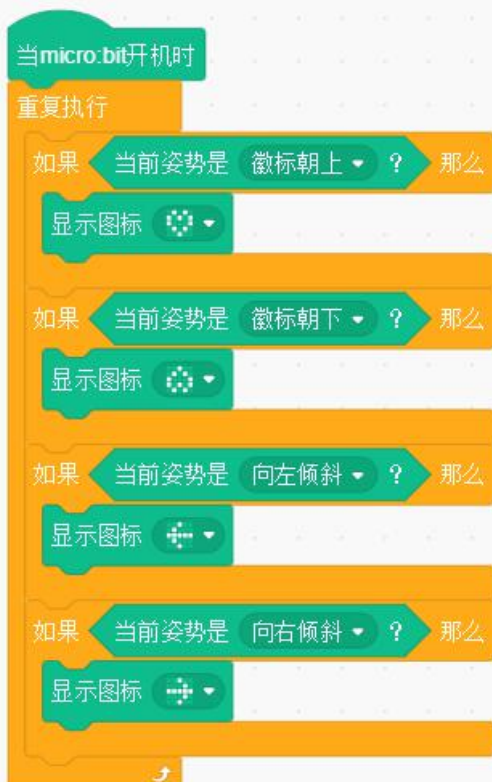 当micro:bit开机时
重复执行
如果 当前姿势是 徽标朝上 ? 那么
显示图标
如果 当前姿势是 徽标朝下 ? 那么
显示图标
如果 当前姿势是 向左倾斜 ? 那么
显示图标
如果 当前姿势是 向右倾斜 ? 那么
显示图标